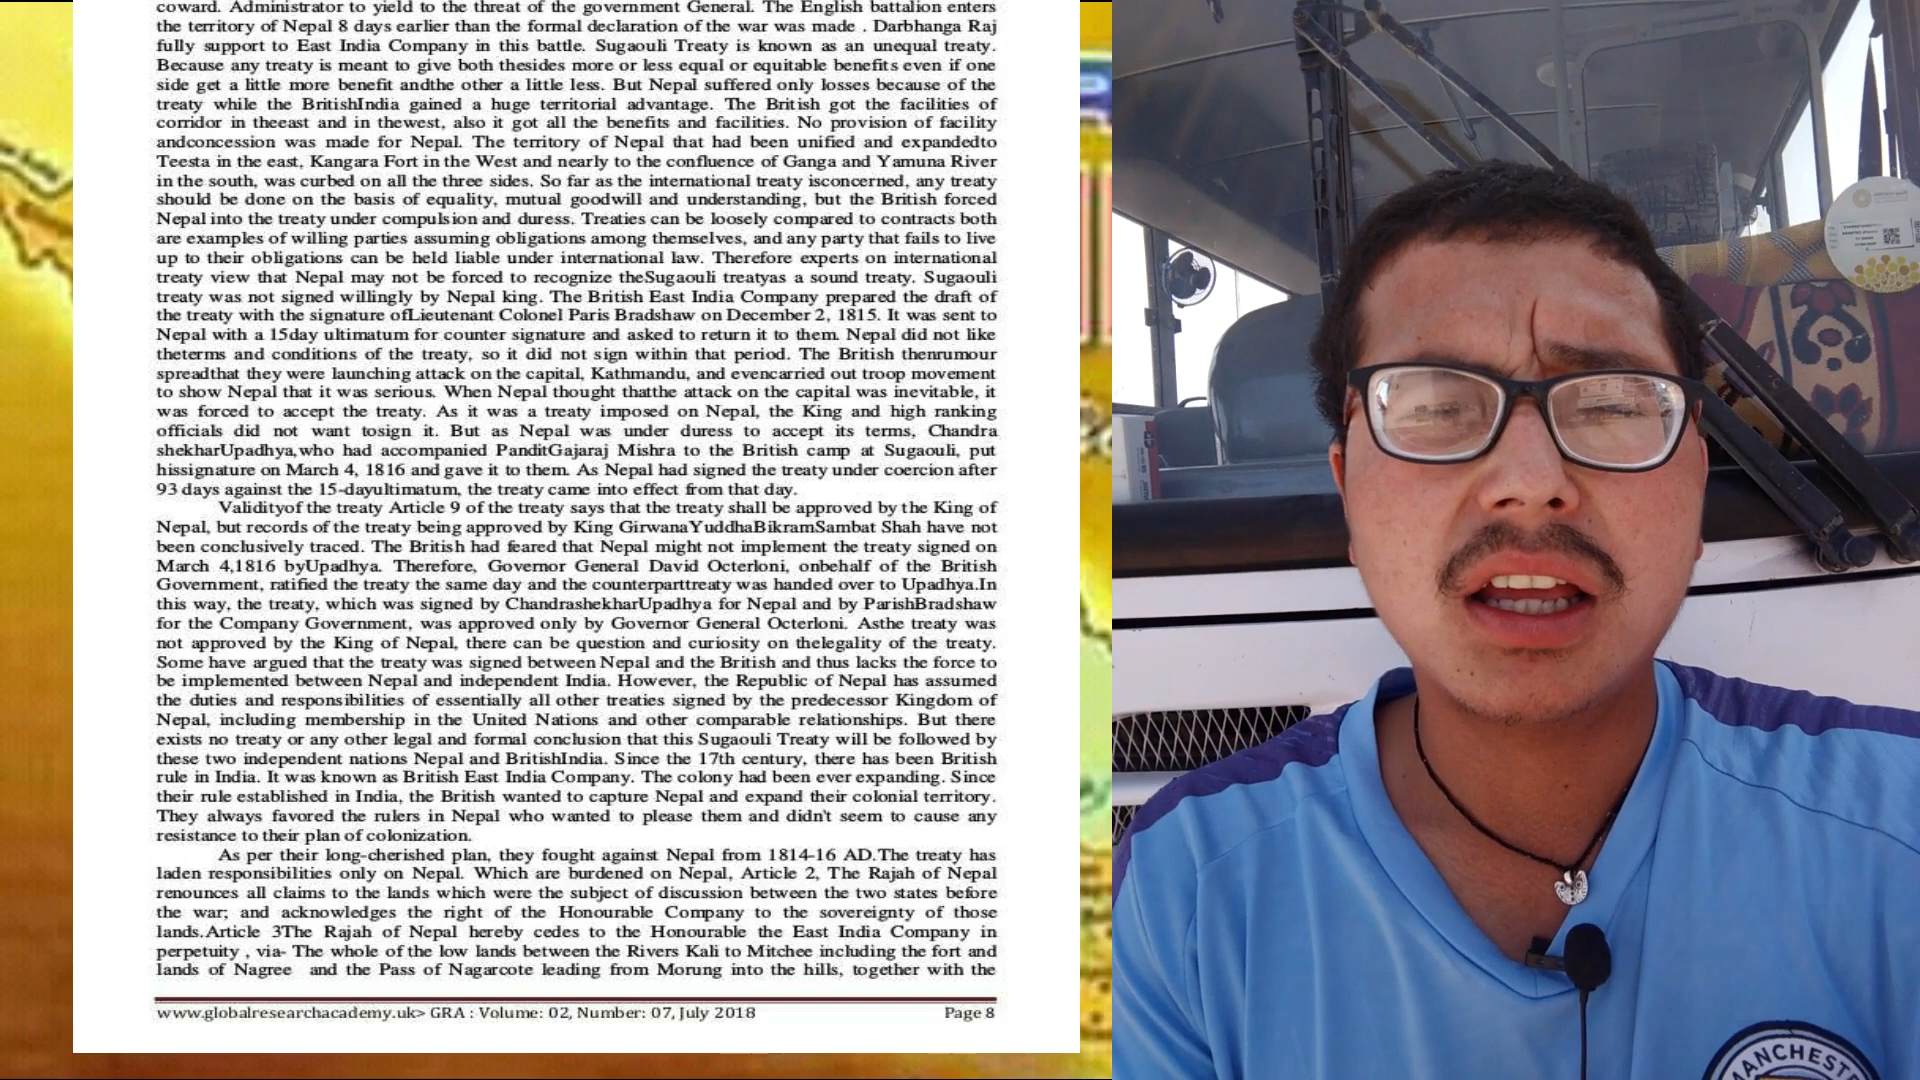 coward. Administrator to yield to the threat of the government General. The English battalion enters
the territory of Nepal 8 days earlier than the formal declaration of the war was made . Darbhanga Raj
fully support to East India Company in this battle. Sugaouli Treaty is known as an unequal treaty.
Because any treaty is meant to give both thesides more or less equal or equitable benefits even if one
side get a little more benefit andthe other a little less. But Nepal suffered only losses because of the
treaty while the BritishIndia gained a huge territorial advantage. The British got the facilities of
corridor in theeast and in thewest, also it got all the benefits and facilities. No provision of facility
andconcession was made for Nepal. The territory of Nepal that had been unified and expandedto
Teesta in the east, Kangara Fort in the West and nearly to the confluence of Ganga and Yamuna River
in the south, was curbed on all the three sides. So far as the international treaty isconcerned, any treaty
should be done on the basis of equality, mutual goodwill and understanding, but the British forced
Nepal into the treaty under compulsion and duress. Treaties can be loosely compared to contracts both
are examples of willing parties assuming obligations among themselves, and any party that fails to live
up to their obligations can be held liable under international law. Therefore experts on international
treaty view that Nepal may not be forced to recognize theSugaouli treatyas a sound treaty. Sugaouli
treaty was not signed willingly by Nepal king. The British East India Company prepared the draft of
the treaty with the signature ofLieutenant Colonel Paris Bradshaw on December 2, 1815. It was sent to
Nepal with a 15day ultimatum for counter signature and asked to return it to them. Nepal did not like
theterms and conditions of the treaty, so it did not sign within that period. The British thenrumour
spreadthat they were launching attack on the capital, Kathmandu, and evencarried out troop movement
to show Nepal that it was serious. When Nepal thought thatthe attack on the capital was inevitable, it
was forced to accept the treaty. As it was a treaty imposed on Nepal, the King and high ranking
officials did not want tosign it. But as Nepal was under duress to accept its terms, Chandra
shekharUpadhya,who had accompanied PanditGajaraj Mishra to the British camp at Sugaouli, put
hissignature on March 4, 1816 and gave it to them. As Nepal had signed the treaty under coercion after
93 days against the 15-dayultimatum, the treaty came into effect from that day.
Validityof the treaty Article 9 of the treaty says that the treaty shall be approved by the King of
Nepal, but records of the treaty being approved by King GirwanaYuddhaBikramSambat Shah have not
been conclusively traced. The British had feared that Nepal might not implement the treaty signed on
March 4,1816 byUpadhya. Therefore, Governor General David Octerloni, onbehalf of the British
Government, ratified the treaty the same day and the counterparttreaty was handed over to Upadhya.In
this way, the treaty, which was signed by ChandrashekharUpadhya for Nepal and by ParishBradshaw
for the Company Government, was approved only by Governor General Octerloni. Asthe treaty was
not approved by the King of Nepal, there can be question and curiosity on thelegality of the treaty.
Some have argued that the treaty was signed between Nepal and the British and thus lacks the force to
be implemented between Nepal and independent India. However, the Republic of Nepal has assumed
the duties and responsibilities of essentially all other treaties signed by the predecessor Kingdom of
Nepal, including membership in the United Nations and other comparable relationships. But there
exists no treaty or any other legal and formal conclusion that this Sugaouli Treaty will be followed by
these two independent nations Nepal and BritishIndia. Since the 17th century, there has been British
rule in India. It was known as British East India Company. The colony had been ever expanding. Since
their rule established in India, the British wanted to capture Nepal and expand their colonial territory.
They always favored the rulers in Nepal who wanted to please them and didn't seem to cause any
resistance to their plan of colonization.
As per their long-cherished plan, they fought against Nepal from 1814-16 AD.The treaty has
laden responsibilities only on Nepal. Which are burdened on Nepal, Article 2, The Rajah of Nepal
renounces all claims to the lands which were the subject of discussion between the two states before
the war; and acknowledges the right of the Honourable Company to the sovereignty of those
lands.Article 3The Rajah of Nepal hereby cedes to the Honourable the East India Company in
perpetuity , via- The whole of the low lands between the Rivers Kali to Mitchee including the fort and
lands of Nagree and the Pass of Nagarcote leading from Morung into the hills, together with the
www.globalresearchacademy.uk> GRA : Volume: 02, Number: 07, July 2018 Page 8
MANCHESTE